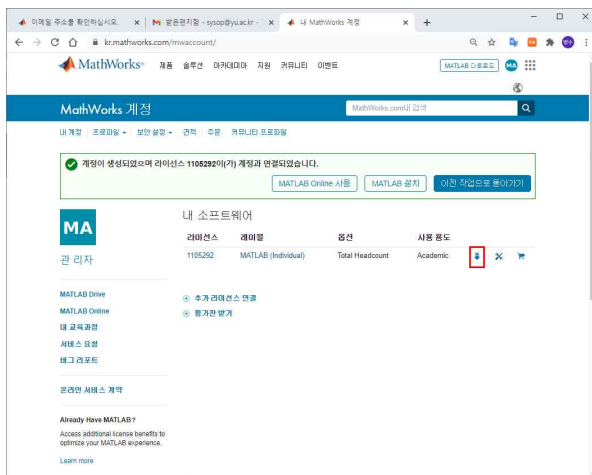 이메일 주소를 확인하십시오.
받은편지함 - sysop@yu.ac.kr -
내 MathWorks 계정
kr.mathworks.com/mwaccount/
MathWorks®
제품 솔루션 아카데미아 지원 커뮤니티 이벤트
MATLAB 다운로드
MA
MathWorks 계정
MathWorks.com내 검색
내 계정 프로파일 보안 설정 견적 주문 커뮤니티 프로파일
계정이 생성되었으며 라이선스 1105292이(가) 계정과 연결되었습니다.
MATLAB Online 사용 MATLAB 설치 이전 작업으로 돌아가기
MA
관 리자
내 소프트웨어
라이선스 레이블 옵션 사용 용도
1105292 MATLAB (Individual) Total Headcount Academic
추가 라이선스 연결
평가판 받기
MATLAB Drive
MATLAB Online
내 교육과정
서비스 요청
버그 리포트
온라인 서비스 계약
Already Have MATLAB?
Access additional license benefits to
optimize your MATLAB experience.
Learn more